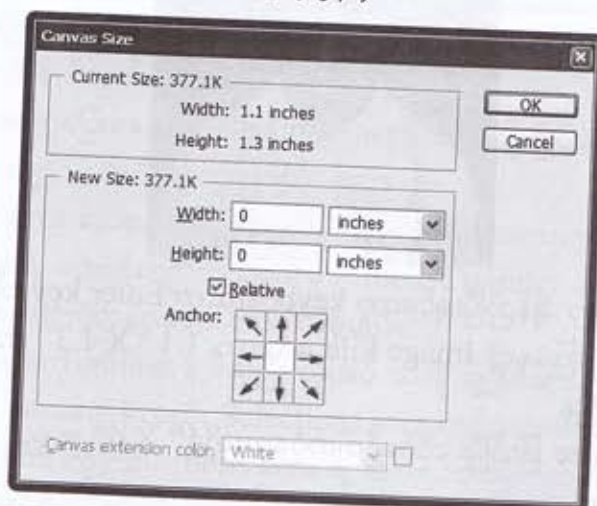 Canvas Size
Current Size: 377.1K
Width: 1.1 inches
Height: 1.3 inches
OK
Cancel
New Size: 377.1K
Width: 0 inches
Height: 0 inches
Relative
Anchor:
Canvas extension color: White